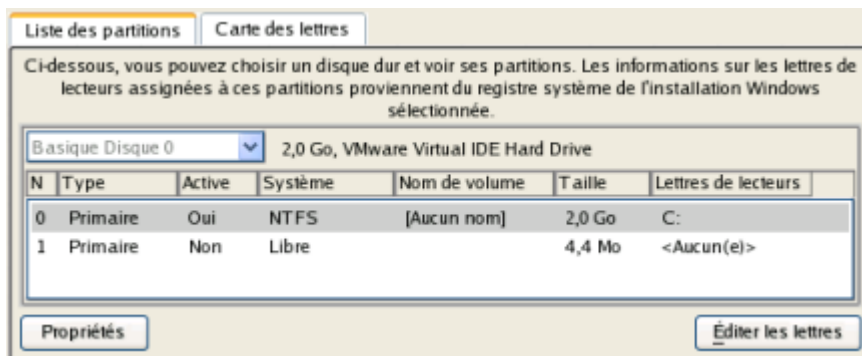 Liste des partitions Carte des lettres
Ci-dessous, vous pouvez choisir un disque dur et voir ses partitions. Les informations sur les lettres de
lecteurs assignées à ces partitions proviennent du registre système de l'installation Windows
sélectionnée.
Basique Disque 0 2,0 Go, VMware Virtual IDE Hard Drive
N Type Active Système Nom de volume Taille Lettres de lecteurs
0 Primaire Oui NTFS [Aucun nom] 2,0 Go C:
1 Primaire Non Libre 4,4 Mo <Aucun(e)>
Propriétés Éditer les lettres